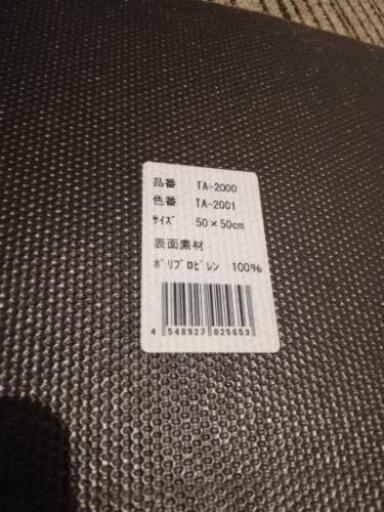 品番 TA-2000
色番 TA-2001
ｻｲｽﾞ 50×50cm
表面素材
ﾎﾟﾘﾌﾟﾛﾋﾟﾚﾝ 100%
4 548927 025653